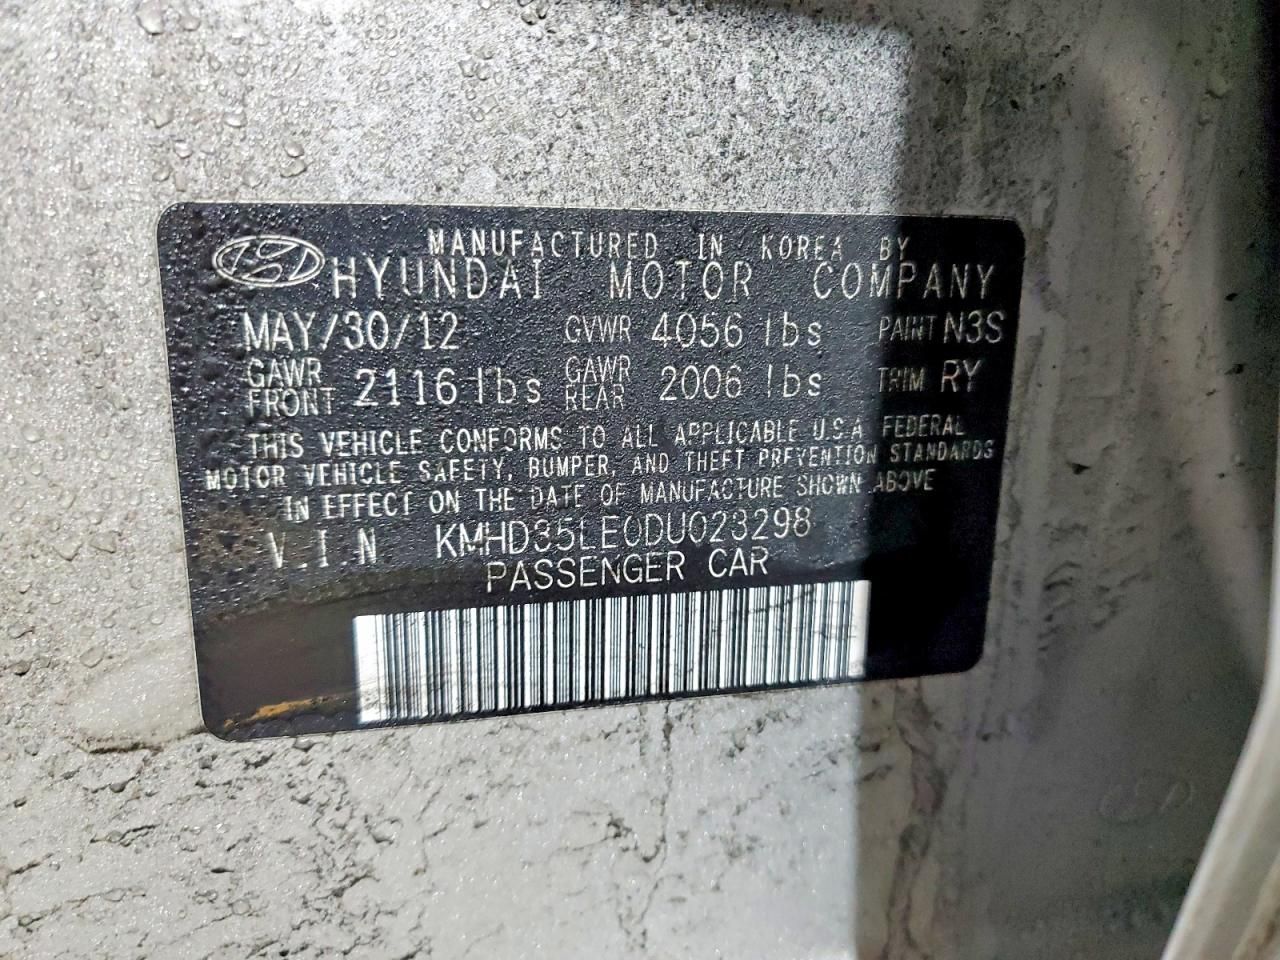 MANUFACTURED IN KOREA BY
HYUNDAI MOTOR COMPANY
MAY/30/12 GVWR 4056 lbs PAINT N3S
GAWR FRONT 2116 lbs GAWR REAR 2006 lbs TRIM RY
THIS VEHICLE CONFORMS TO ALL APPLICABLE U.S.A FEDERAL
MOTOR VEHICLE SAFETY, BUMPER, AND THEFT PREVENTION STANDARDS
IN EFFECT ON THE DATE OF MANUFACTURE SHOWN ABOVE
V.I.N KMHD35LE0DU023298
PASSENGER CAR